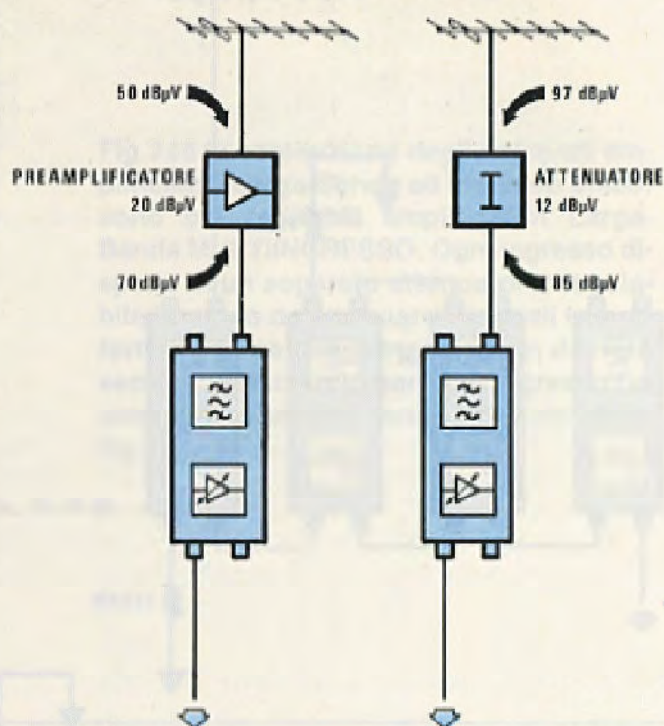 50 dBµV
PREAMPLIFICATORE
20 dBµV
70 dBµV
97 dBµV
ATTENUATORE
12 dBµV
85 dBµV